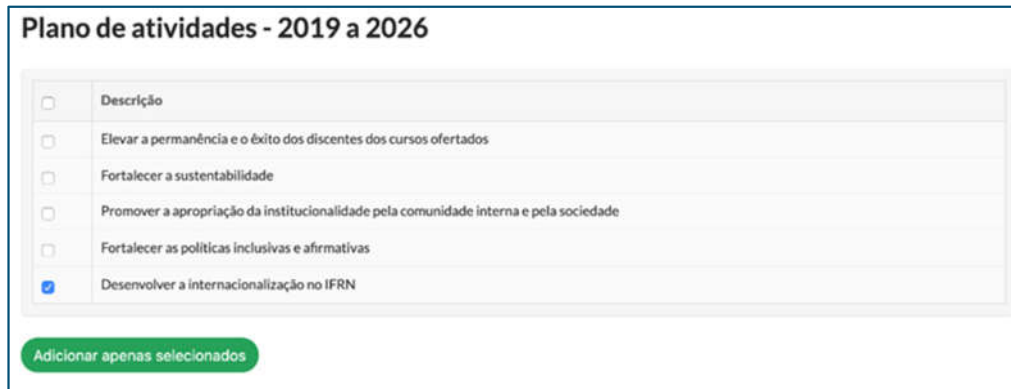 Plano de atividades - 2019 a 2026
Descrição
Elevar a permanência e o êxito dos discentes dos cursos ofertados
Fortalecer a sustentabilidade
Promover a apropriação da institucionalidade pela comunidade interna e pela sociedade
Fortalecer as políticas inclusivas e afirmativas
Desenvolver a internacionalização no IFRN
Adicionar apenas selecionados